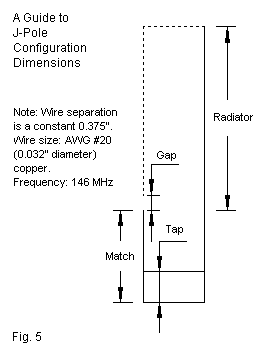 A Guide to
J-Pole
Configuration
Dimensions
Note: Wire separation
is a constant 0.375".
Wire size: AWG #20
(0.032" diameter)
copper.
Frequency: 146 MHz
Radiator
Gap
Tap
Match
Fig. 5